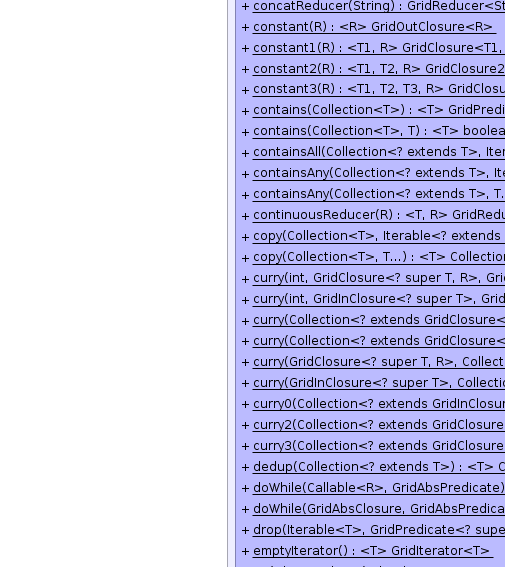 + concatReducer(String) : GridReducer<St
+ constant(R) : <R> GridOutClosure<R>
+ constant1(R) : <T1, R> GridClosure<T1,
+ constant2(R) : <T1, T2, R> GridClosure2
+ constant3(R) : <T1, T2, T3, R> GridClosu
+ contains(Collection<T>) : <T> GridPredi
+ contains(Collection<T>, T) : <T> boolea
+ containsAll(Collection<? extends T>, Iter
+ containsAny(Collection<? extends T>, Ite
+ containsAny(Collection<? extends T>, T.
+ continuousReducer(R) : <T, R> GridRedu
+ copy(Collection<T>, Iterable<? extends
+ copy(Collection<T>, T...) : <T> Collection
+ curry(int, GridClosure<? super T, R>, Gri
+ curry(int, GridInClosure<? super T>, Grid
+ curry(Collection<? extends GridClosure<
+ curry(Collection<? extends GridClosure<
+ curry(GridClosure<? super T, R>, Collect
+ curry(GridInClosure<? super T>, Collectio
+ curry0(Collection<? extends GridInClosur
+ curry2(Collection<? extends GridClosure
+ curry3(Collection<? extends GridClosure
+ dedup(Collection<? extends T>) : <T> C
+ doWhile(Callable<R>, GridAbsPredicate)
+ doWhile(GridAbsClosure, GridAbsPredica
+ drop(Iterable<T>, GridPredicate<? supe
+ emptyIterator() : <T> GridIterator<T>